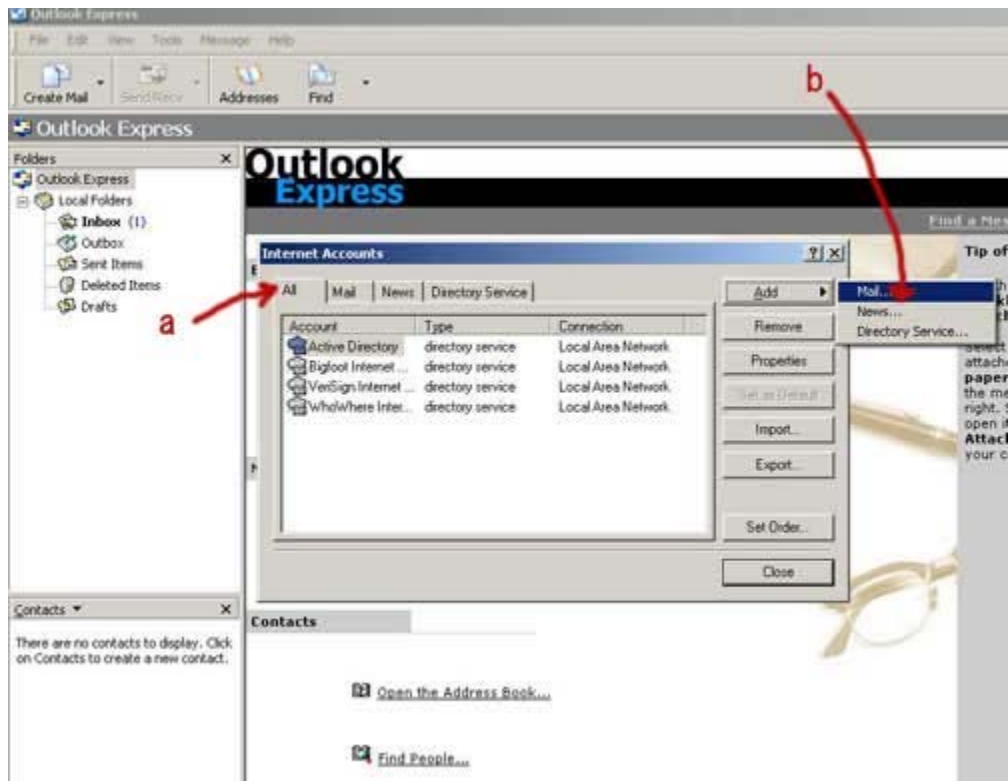 Outlook Express
File Edit View Tools Message Help
Create Mail Send/Recv Addresses Find
b
Outlook Express
Folders x
Outlook Express
Local Folders
Inbox (1)
Outbox
Sent Items
Deleted Items
Drafts
a
Outlook
Express
Find a Mes
Internet Accounts ? x
All Mail News Directory Service
Account Type Connection
Active Directory directory service Local Area Network
Bigfoot Internet ... directory service Local Area Network
VeriSign Internet ... directory service Local Area Network
WhoWhere Inter... directory service Local Area Network
Add
Remove
Properties
Set as Default
Import...
Export...
Set Order...
Close
Mail...
News...
Directory Service...
Tip of
select
attache
paper
the me
right. S
open it
Attach
your c
Contacts x
There are no contacts to display. Click
on Contacts to create a new contact.
Contacts
Open the Address Book...
Find People...